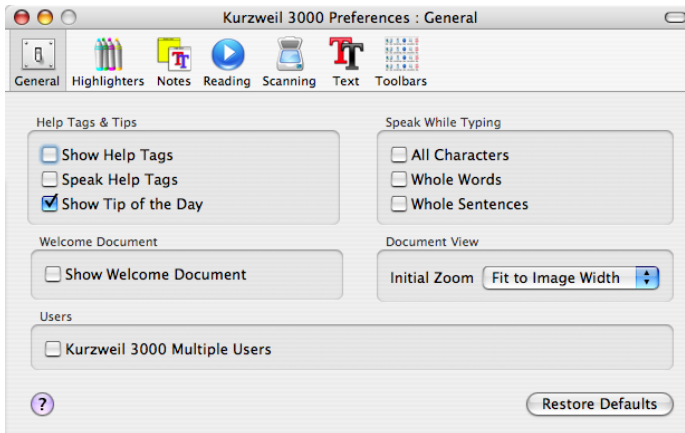 Kurzweil 3000 Preferences : General
General Highlighters Notes Reading Scanning Text Toolbars
Help Tags & Tips
Show Help Tags
Speak Help Tags
Show Tip of the Day
Speak While Typing
All Characters
Whole Words
Whole Sentences
Welcome Document
Show Welcome Document
Document View
Initial Zoom Fit to Image Width
Users
Kurzweil 3000 Multiple Users
? Restore Defaults